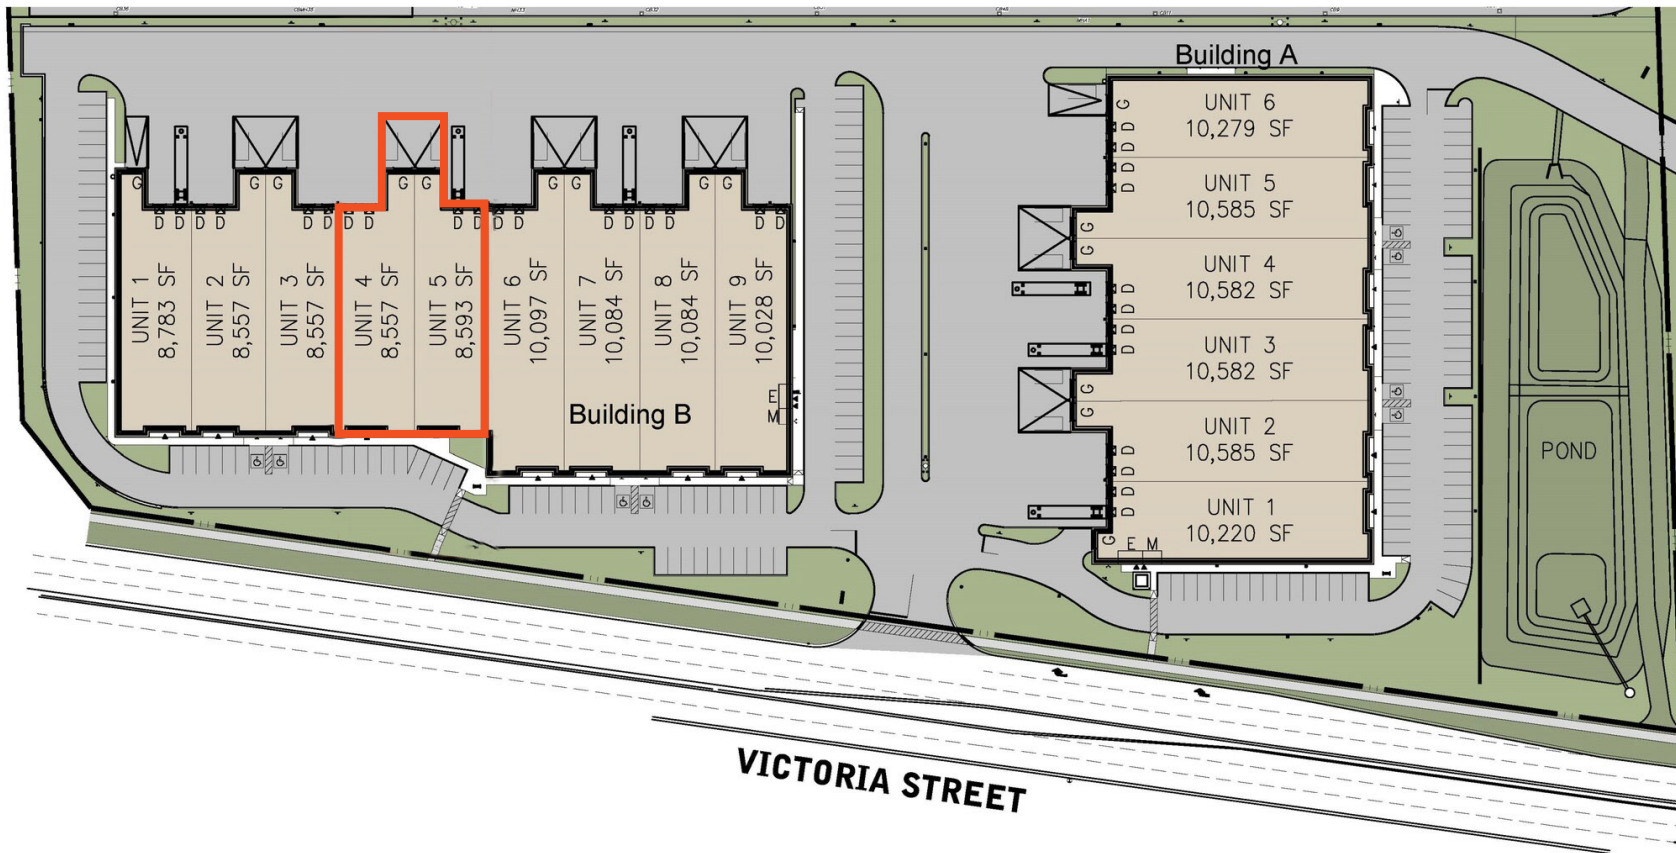 Building A
UNIT 6
10,279 SF
UNIT 5
10,585 SF
UNIT 4
10,582 SF
UNIT 3
10,582 SF
UNIT 2
10,585 SF
UNIT 1
10,220 SF
G
D
D
D
D
D
G
G
D
D
D
D
G
G
D
D
D
D
G
E M
G
G G
G G
G G
G G
D D D D
D D
D D
D D
D D
D D D D
D D
UNIT 1
8,783 SF
UNIT 2
8,557 SF
UNIT 3
8,557 SF
UNIT 4
8,557 SF
UNIT 5
8,593 SF
UNIT 6
10,097 SF
UNIT 7
10,084 SF
UNIT 8
10,084 SF
UNIT 9
10,028 SF
E
M
Building B
POND
VICTORIA STREET